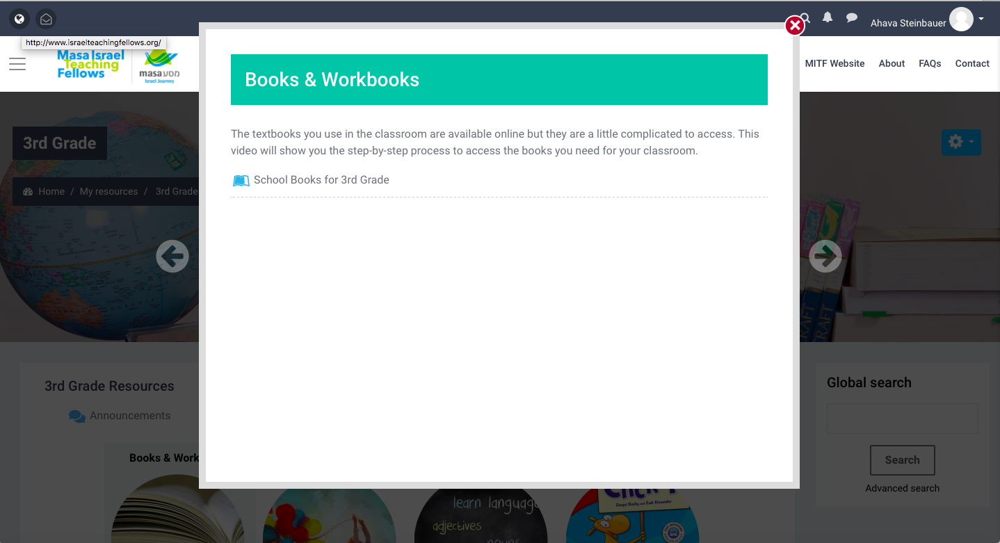 Ahava Steinbauer
http://www.israelteachingfellows.org/
Masa Israel
Teaching
Fellows
masa מסע
Israel Journey
MITF Website About FAQs Contact
Books & Workbooks
The textbooks you use in the classroom are available online but they are a little complicated to access. This
video will show you the step-by-step process to access the books you need for your classroom.
School Books for 3rd Grade
3rd Grade
Home / My resources / 3rd Grade
DRAFT
3rd Grade Resources
Announcements
Books & Work
learn language
adjectives
nouns
Global search
Search
Advanced search